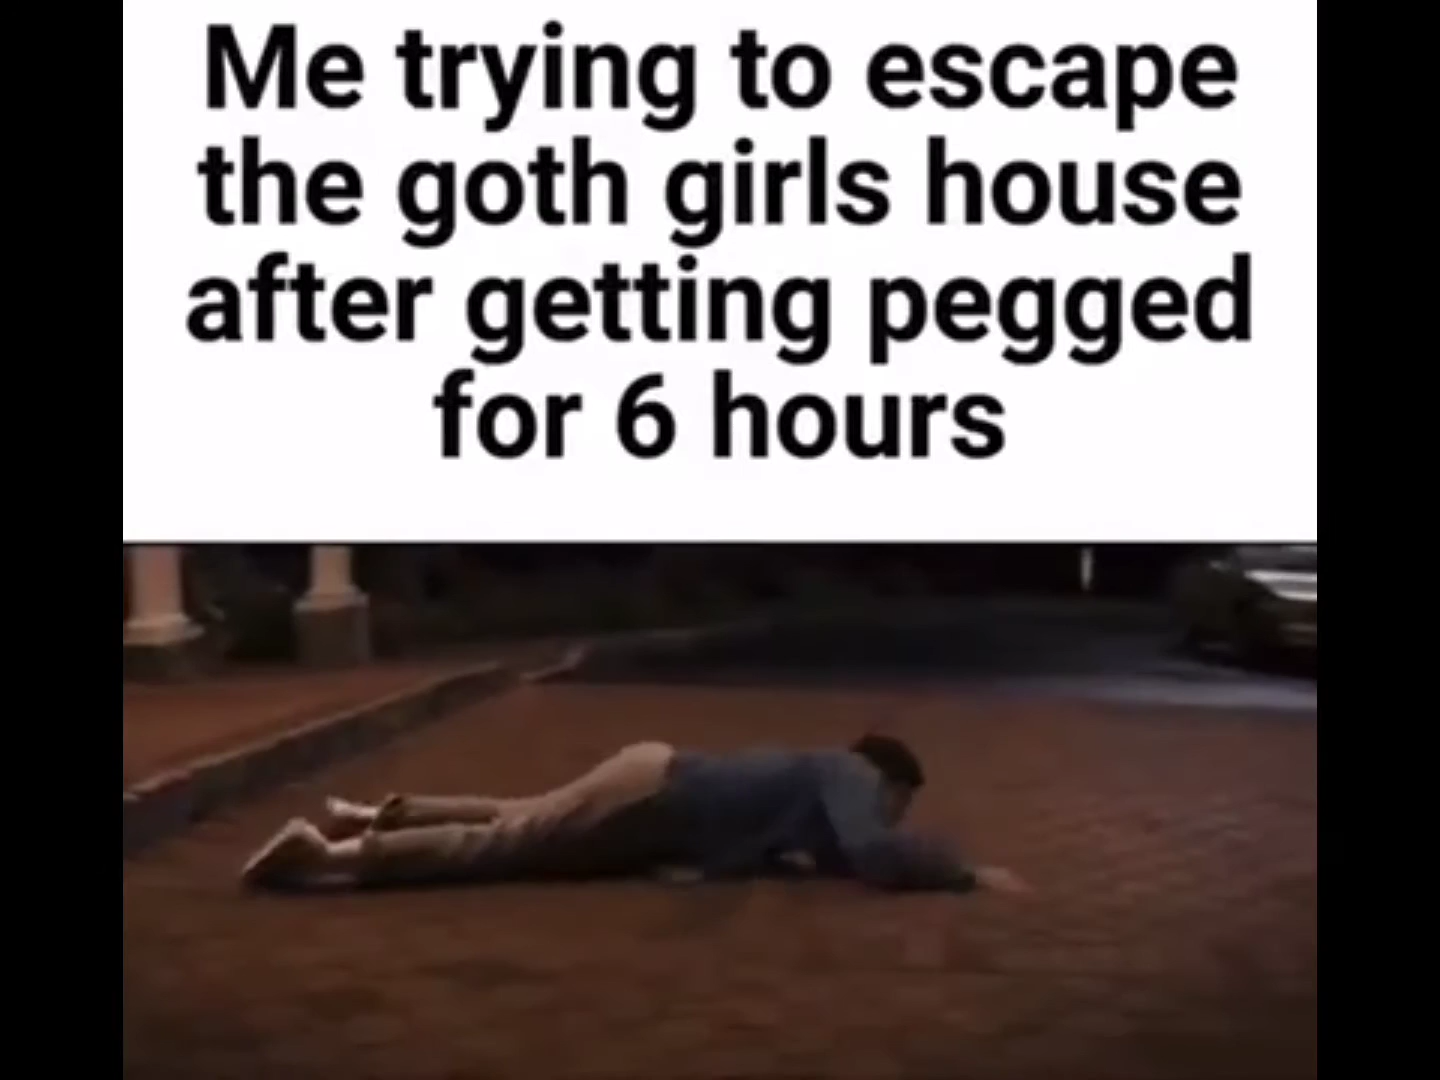 Me trying to escape
the goth girls house
after getting pegged
for 6 hours